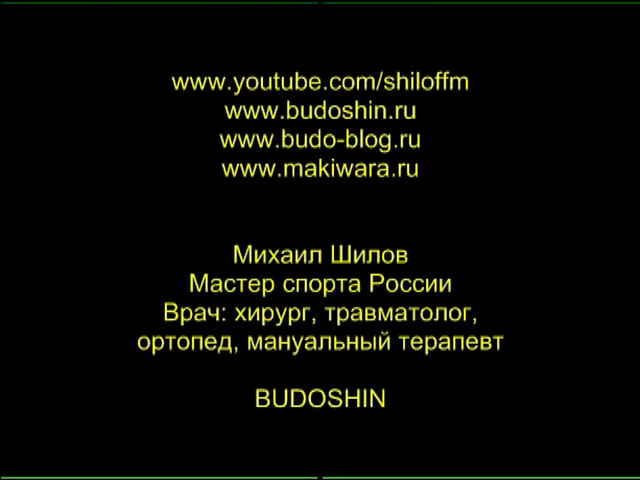 www.youtube.com/shiloffm
www.budoshin.ru
www.budo-blog.ru
www.makiwara.ru
Михаил Шилов
Мастер спорта России
Врач: хирург, травматолог,
ортопед, мануальный терапевт
BUDOSHIN